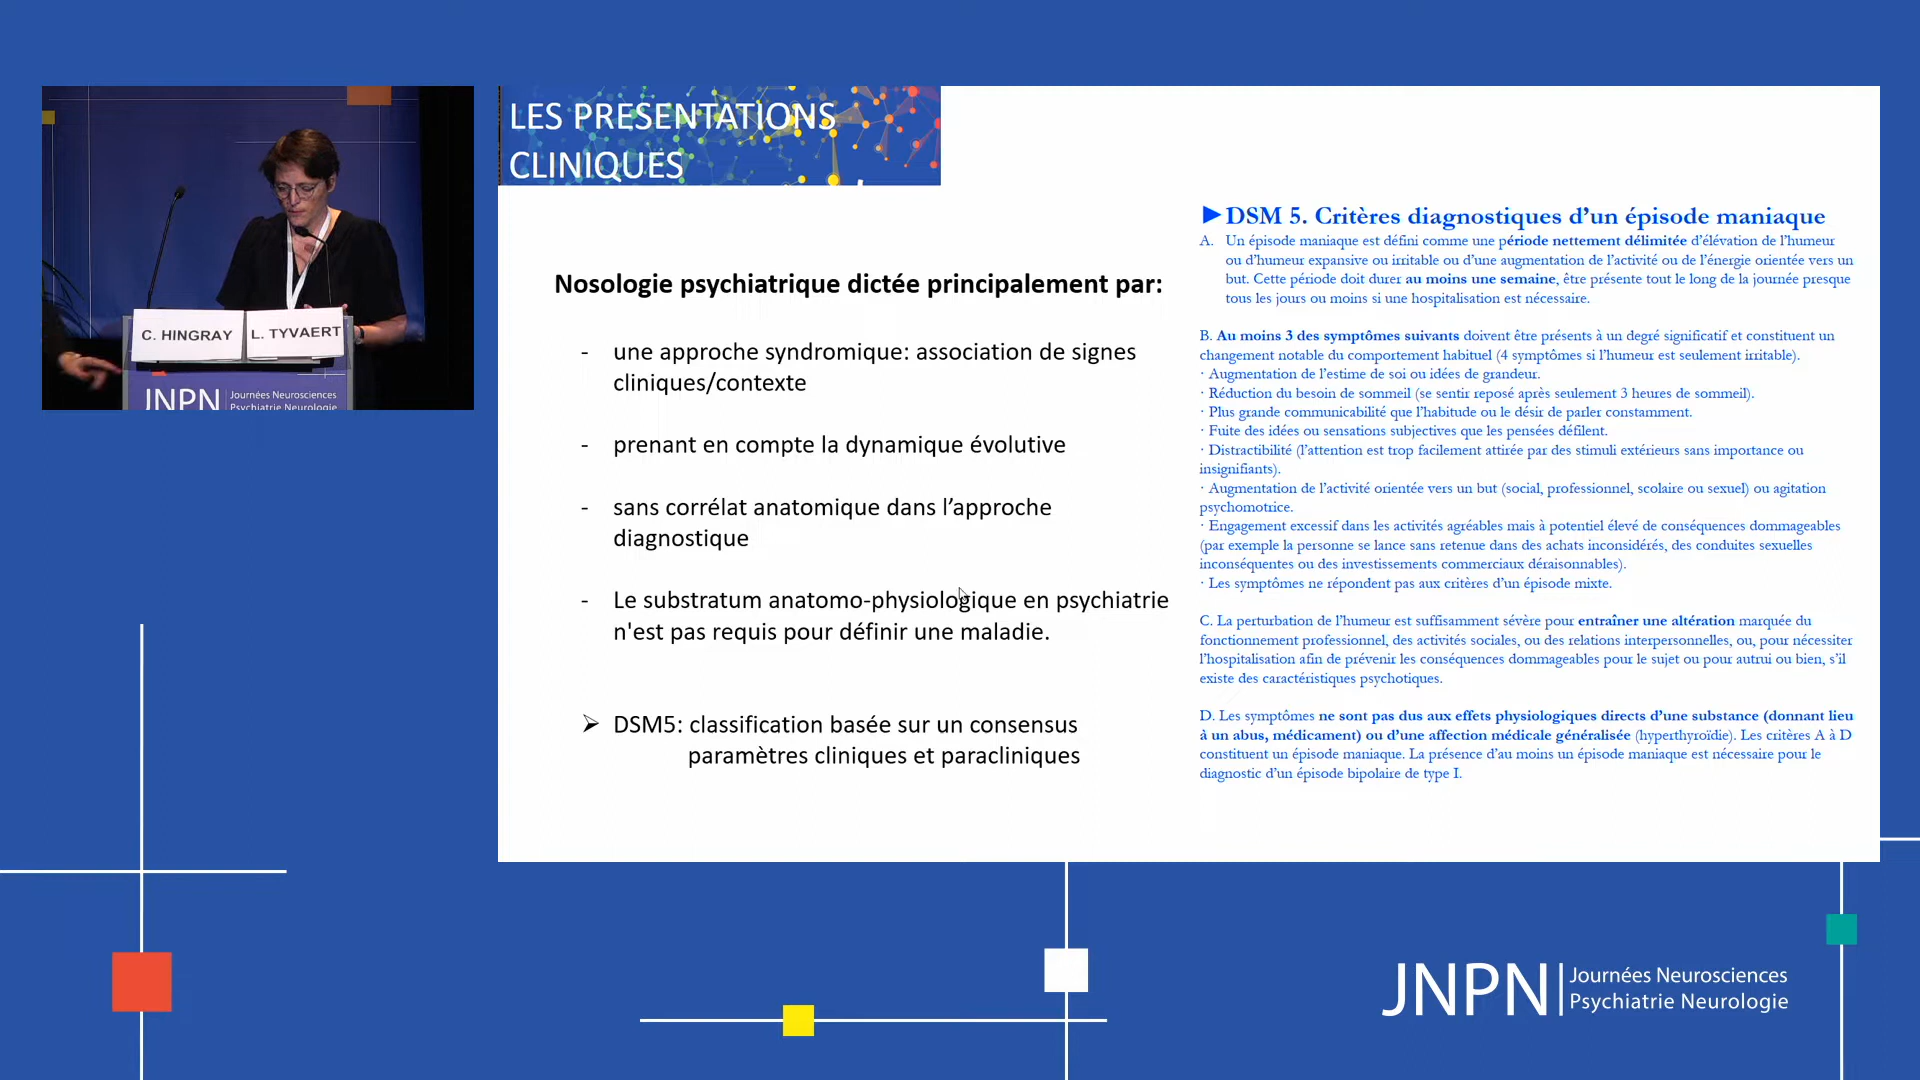 C. HINGRAY
L. TYVAERT
JNPN
Journées Neurosciences
Psychiatrie Neurologie
LES PRESENTATIONS
CLINIQUES
Nosologie psychiatrique dictée principalement par:
- une approche syndromique: association de signes
cliniques/contexte
- prenant en compte la dynamique évolutive
- sans corrélat anatomique dans l’approche
diagnostique
- Le substratum anatomo-physiologique en psychiatrie
n'est pas requis pour définir une maladie.
➢ DSM5: classification basée sur un consensus
paramètres cliniques et paracliniques
►DSM 5. Critères diagnostiques d’un épisode maniaque
A. Un épisode maniaque est défini comme une période nettement délimitée d’élévation de l’humeur
ou d’humeur expansive ou irritable ou d’une augmentation de l’activité ou de l’énergie orientée vers un
but. Cette période doit durer au moins une semaine, être présente tout le long de la journée presque
tous les jours ou moins si une hospitalisation est nécessaire.
B. Au moins 3 des symptômes suivants doivent être présents à un degré significatif et constituent un
changement notable du comportement habituel (4 symptômes si l’humeur est seulement irritable).
· Augmentation de l’estime de soi ou idées de grandeur.
· Réduction du besoin de sommeil (se sentir reposé après seulement 3 heures de sommeil).
· Plus grande communicabilité que l’habitude ou le désir de parler constamment.
· Fuite des idées ou sensations subjectives que les pensées défilent.
· Distractibilité (l’attention est trop facilement attirée par des stimuli extérieurs sans importance ou
insignifiants).
· Augmentation de l’activité orientée vers un but (social, professionnel, scolaire ou sexuel) ou agitation
psychomotrice.
· Engagement excessif dans les activités agréables mais à potentiel élevé de conséquences dommageables
(par exemple la personne se lance sans retenue dans des achats inconsidérés, des conduites sexuelles
inconséquentes ou des investissements commerciaux déraisonnables).
· Les symptômes ne répondent pas aux critères d’un épisode mixte.
C. La perturbation de l’humeur est suffisamment sévère pour entraîner une altération marquée du
fonctionnement professionnel, des activités sociales, ou des relations interpersonnelles, ou, pour nécessiter
l’hospitalisation afin de prévenir les conséquences dommageables pour le sujet ou pour autrui ou bien, s’il
existe des caractéristiques psychotiques.
D. Les symptômes ne sont pas dus aux effets physiologiques directs d’une substance (donnant lieu
à un abus, médicament) ou d’une affection médicale généralisée (hyperthyroïdie). Les critères A à D
constituent un épisode maniaque. La présence d’au moins un épisode maniaque est nécessaire pour le
diagnostic d’un épisode bipolaire de type I.
JNPN
Journées Neurosciences
Psychiatrie Neurologie